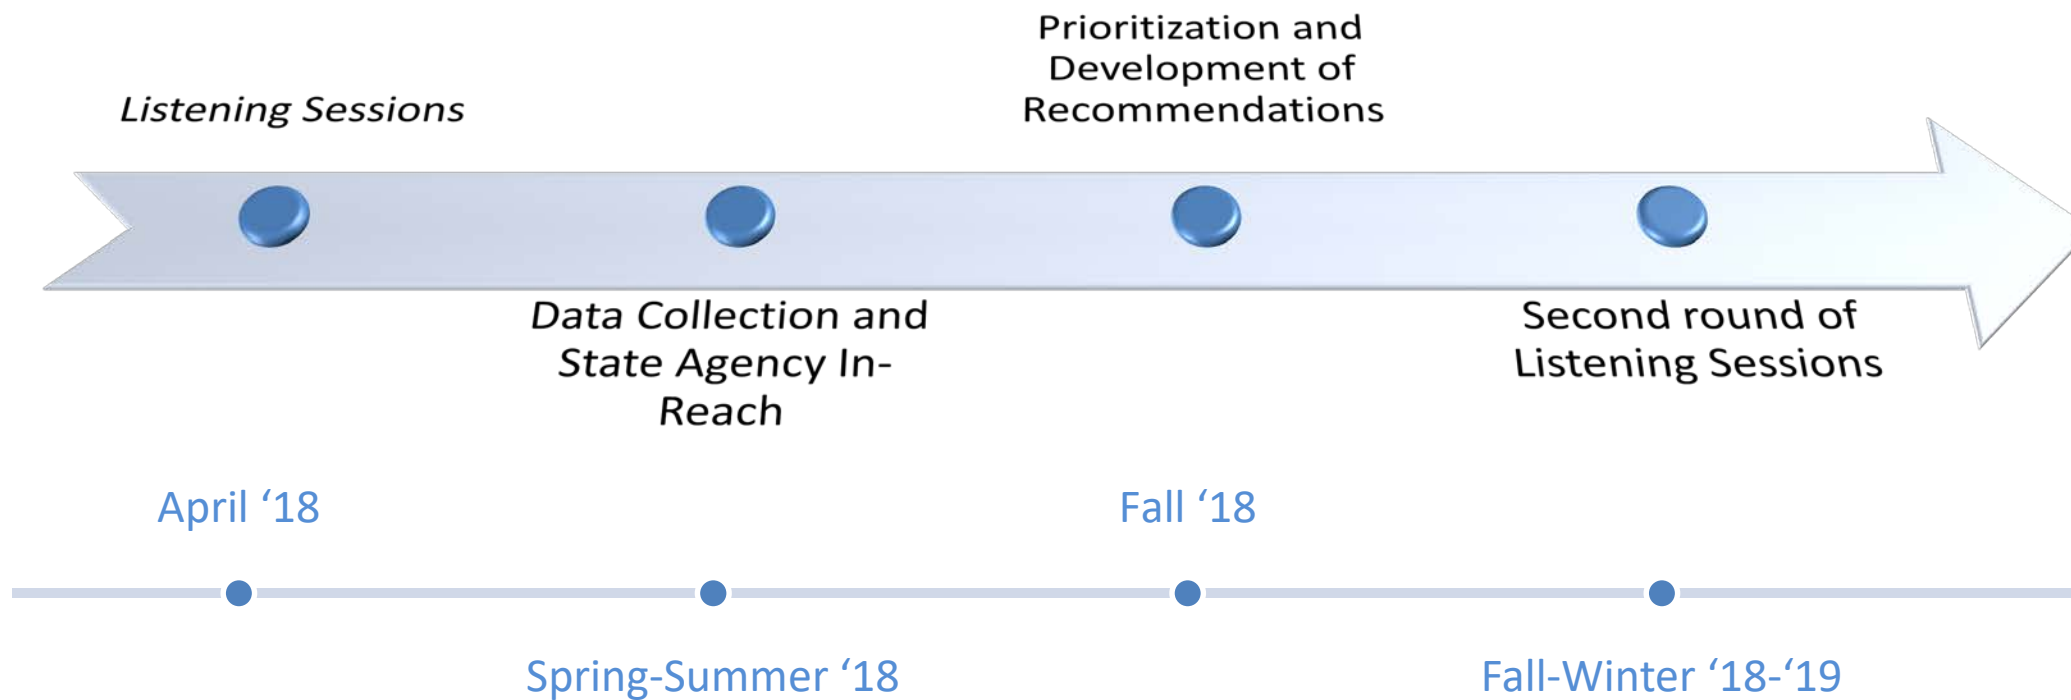 Prioritization and
Development of
Recommendations
Listening Sessions
Data Collection and
State Agency In-
Reach
Second round of
Listening Sessions
April ‘18
Fall ‘18
Spring-Summer ‘18
Fall-Winter ‘18-‘19